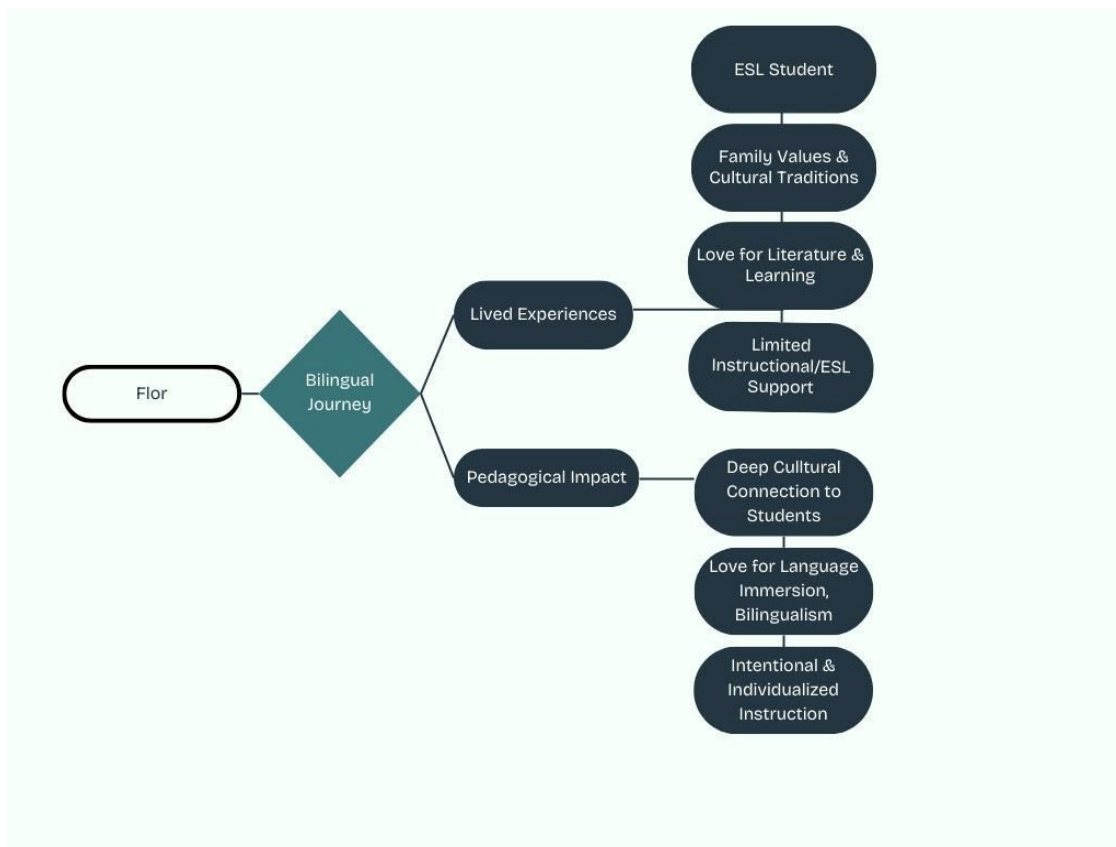 Flor
Bilingual
Journey
Lived Experiences
ESL Student
Family Values &
Cultural Traditions
Love for Literature &
Learning
Limited
Instructional/ESL
Support
Pedagogical Impact
Deep Culltural
Connection to
Students
Love for Language
Immersion,
Bilingualism
Intentional &
Individualized
Instruction